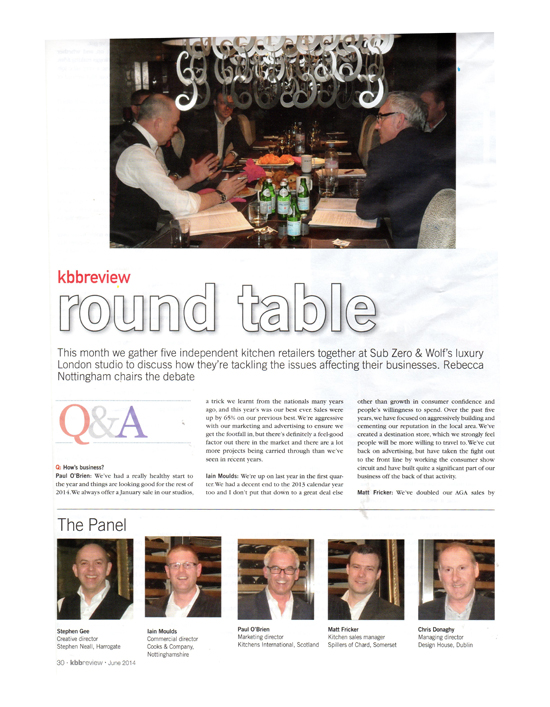 kbbreview
round table
This month we gather five independent kitchen retailers together at Sub Zero & Wolf's luxury
London studio to discuss how they're tackling the issues affecting their businesses. Rebecca
Nottingham chairs the debate
Q&A
Q: How's business?
Paul O'Brien: We've had a really healthy start to
the year and things are looking good for the rest of
2014. We always offer a January sale in our studios,
a trick we learnt from the nationals many years
ago, and this year's was our best ever. Sales were
up by 65% on our previous best. We're aggressive
with our marketing and advertising to ensure we
get the footfall in, but there's definitely a feel-good
factor out there in the market and there are a lot
more projects being carried through than we've
seen in recent years.
Iain Moulds: We're up on last year in the first quar-
ter. We had a decent end to the 2013 calendar year
too and I don't put that down to a great deal else
other than growth in consumer confidence and
people's willingness to spend. Over the past five
years, we have focused on aggressively building and
cementing our reputation in the local area. We've
created a destination store, which we strongly feel
people will be more willing to travel to. We've cut
back on advertising, but have taken the fight out
to the front line by working the consumer show
circuit and have built quite a significant part of our
business off the back of that activity.
Matt Fricker: We've doubled our AGA sales by
The Panel
Stephen Gee
Creative director
Stephen Neall, Harrogate
Iain Moulds
Commercial director
Cooks & Company,
Nottinghamshire
Paul O'Brien
Marketing director
Kitchens International, Scotland
Matt Fricker
Kitchen sales manager
Spillers of Chard, Somerset
Chris Donaghy
Managing director
Design House, Dublin
30 · kbbreview · June 2014